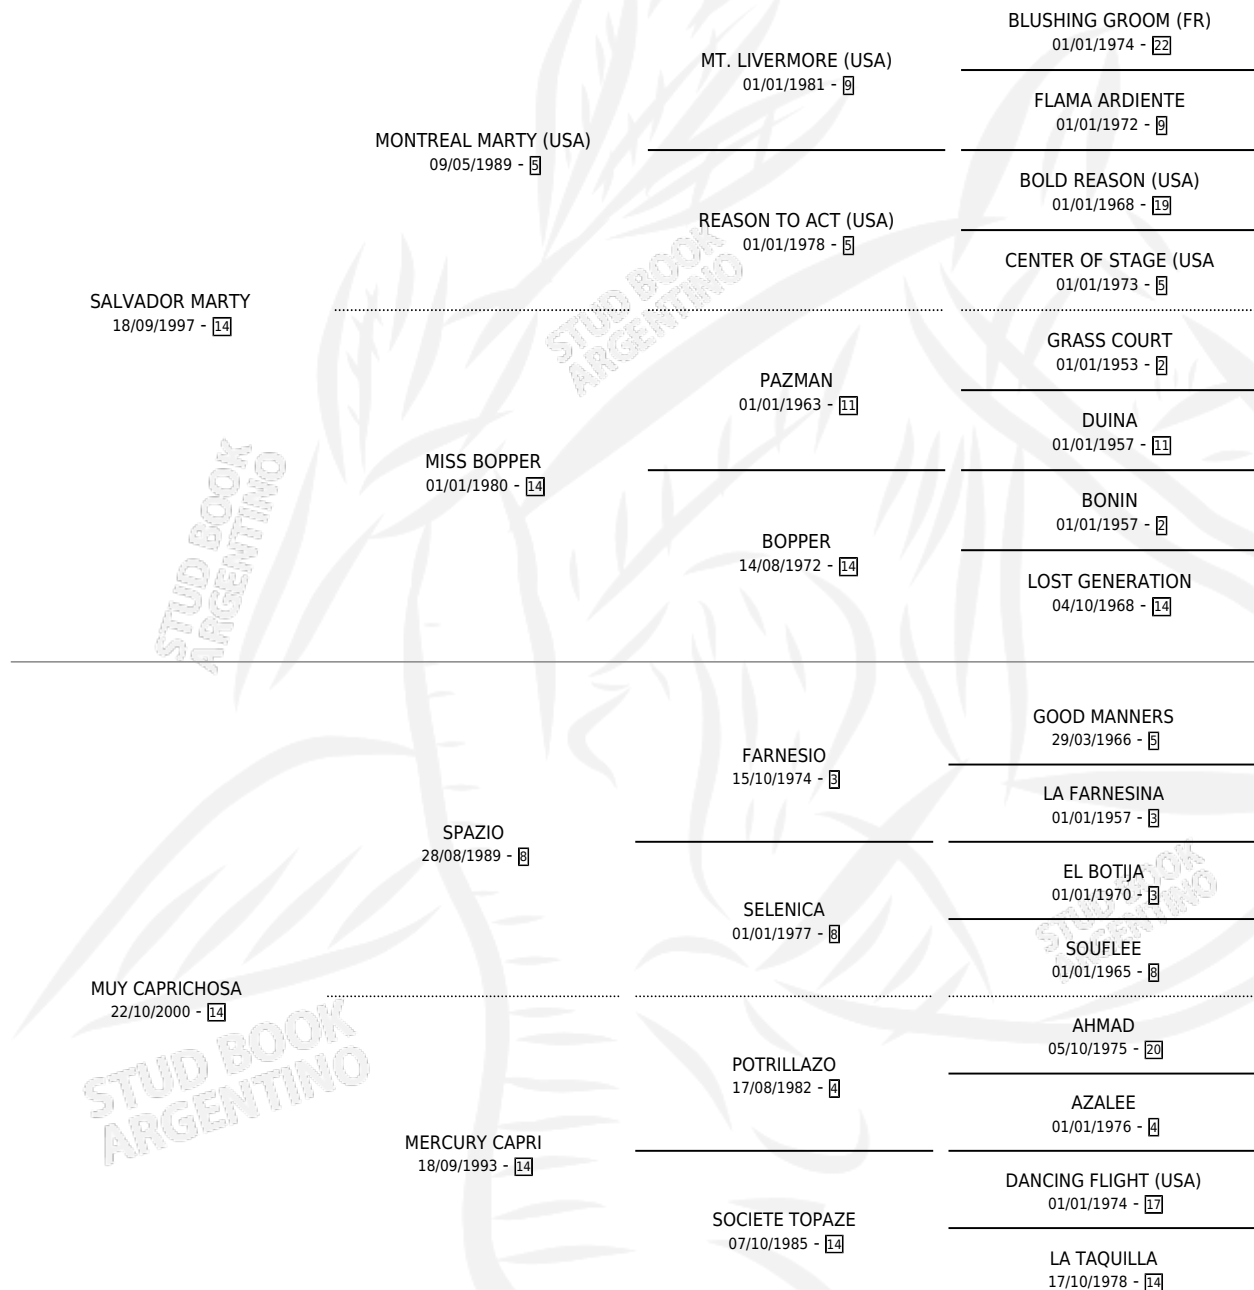 BLUSHING GROOM (FR)
01/01/1974 - 22
MT. LIVERMORE (USA)
01/01/1981 - 9
FLAMA ARDIENTE
01/01/1972 - 9
MONTREAL MARTY (USA)
09/05/1989 - 5
BOLD REASON (USA)
01/01/1968 - 19
REASON TO ACT (USA)
01/01/1978 - 5
CENTER OF STAGE (USA
01/01/1973 - 5
SALVADOR MARTY
18/09/1997 - 14
GRASS COURT
01/01/1953 - 2
PAZMAN
01/01/1963 - 11
DUINA
01/01/1957 - 11
MISS BOPPER
01/01/1980 - 14
BONIN
01/01/1957 - 2
BOPPER
14/08/1972 - 14
LOST GENERATION
04/10/1968 - 14
GOOD MANNERS
29/03/1966 - 5
FARNESIO
15/10/1974 - 3
LA FARNESINA
01/01/1957 - 3
SPAZIO
28/08/1989 - 8
EL BOTIJA
01/01/1970 - 3
SELENICA
01/01/1977 - 8
SOUFLEE
01/01/1965 - 8
MUY CAPRICHOSA
22/10/2000 - 14
AHMAD
05/10/1975 - 20
POTRILLAZO
17/08/1982 - 4
AZALEE
01/01/1976 - 4
MERCURY CAPRI
18/09/1993 - 14
DANCING FLIGHT (USA)
01/01/1974 - 17
SOCIETE TOPAZE
07/10/1985 - 14
LA TAQUILLA
17/10/1978 - 14
STUD BOOK
ARGENTINO
STUD BOOK
ARGENTINO
STUD BOOK
ARGENTINO
STUD BOOK
ARGENTINO